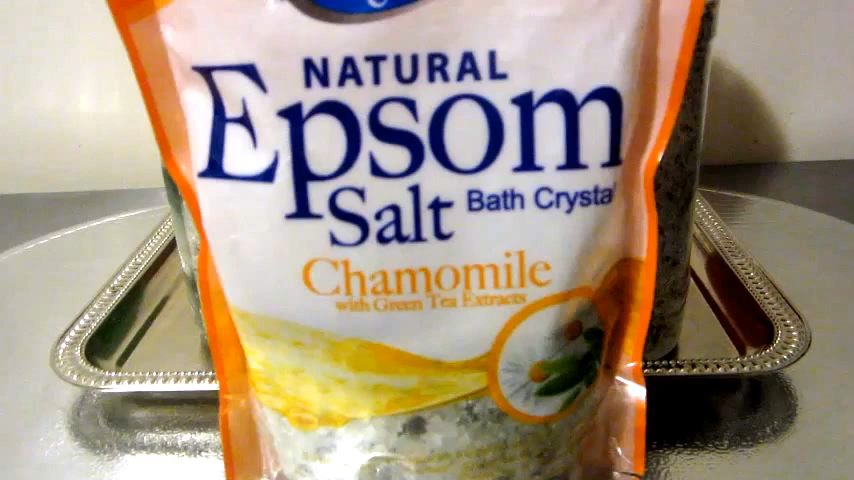 NATURAL
Epsom
Salt Bath Crystal
Chamomile
with Green Tea Extracts